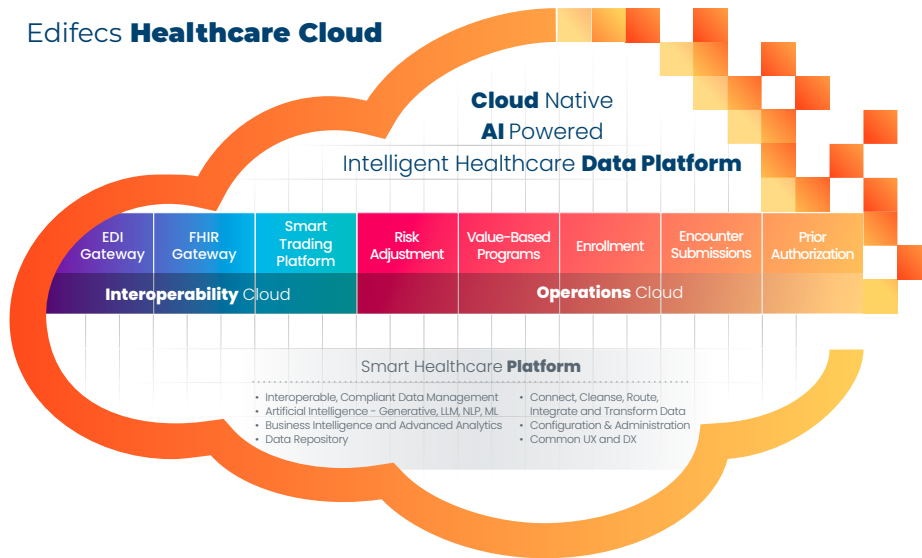 Edifecs Healthcare Cloud
Cloud Native
AI Powered
Intelligent Healthcare Data Platform
EDI
Gateway
FHIR
Gateway
Smart
Trading
Platform
Risk
Adjustment
Value-Based
Programs
Enrollment
Encounter
Submissions
Prior
Authorization
Interoperability Cloud
Operations Cloud
Smart Healthcare Platform
• Interoperable, Compliant Data Management
• Artificial Intelligence - Generative, LLM, NLP, ML
• Business Intelligence and Advanced Analytics
• Data Repository
• Connect, Cleanse, Route,
Integrate and Transform Data
• Configuration & Administration
• Common UX and DX